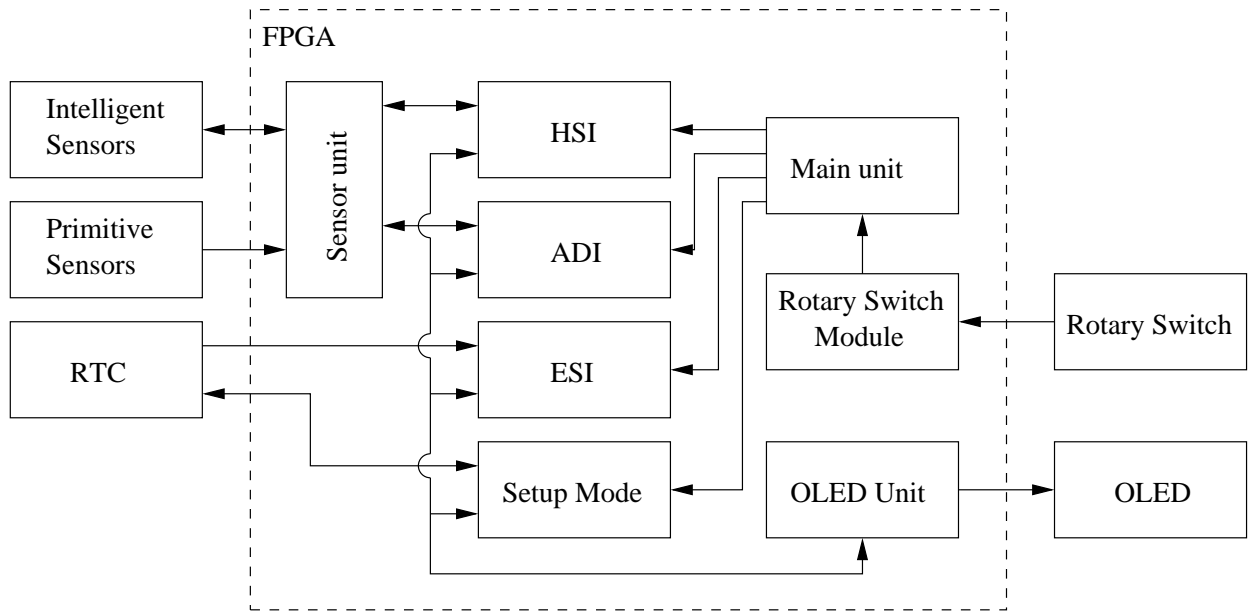 FPGA
Intelligent
Sensors
Sensor unit
HSI
Main unit
Primitive
Sensors
ADI
Rotary Switch
Module
Rotary Switch
RTC
ESI
Setup Mode
OLED Unit
OLED